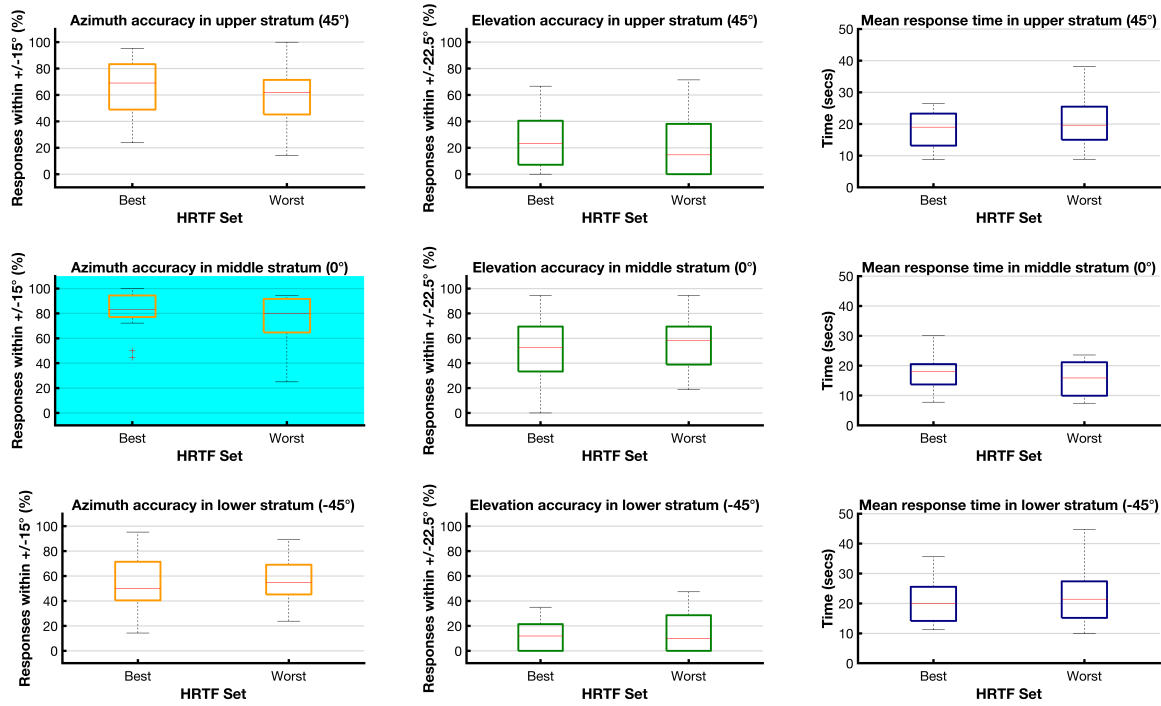 Azimuth accuracy in upper stratum (45°)
Responses within +/-15° (%)
100
80
60
40
20
0
Best
Worst
HRTF Set
Elevation accuracy in upper stratum (45°)
Responses within +/-22.5° (%)
100
80
60
40
20
0
Best
Worst
HRTF Set
Mean response time in upper stratum (45°)
Time (secs)
50
40
30
20
10
0
Best
Worst
HRTF Set
Azimuth accuracy in middle stratum (0°)
Responses within +/-15° (%)
100
80
60
40
20
0
Best
Worst
HRTF Set
Elevation accuracy in middle stratum (0°)
Responses within +/-22.5° (%)
100
80
60
40
20
0
Best
Worst
HRTF Set
Mean response time in middle stratum (0°)
Time (secs)
50
40
30
20
10
0
Best
Worst
HRTF Set
Azimuth accuracy in lower stratum (-45°)
Responses within +/-15° (%)
100
80
60
40
20
0
Best
Worst
HRTF Set
Elevation accuracy in lower stratum (-45°)
Responses within +/-22.5° (%)
100
80
60
40
20
0
Best
Worst
HRTF Set
Mean response time in lower stratum (-45°)
Time (secs)
50
40
30
20
10
0
Best
Worst
HRTF Set